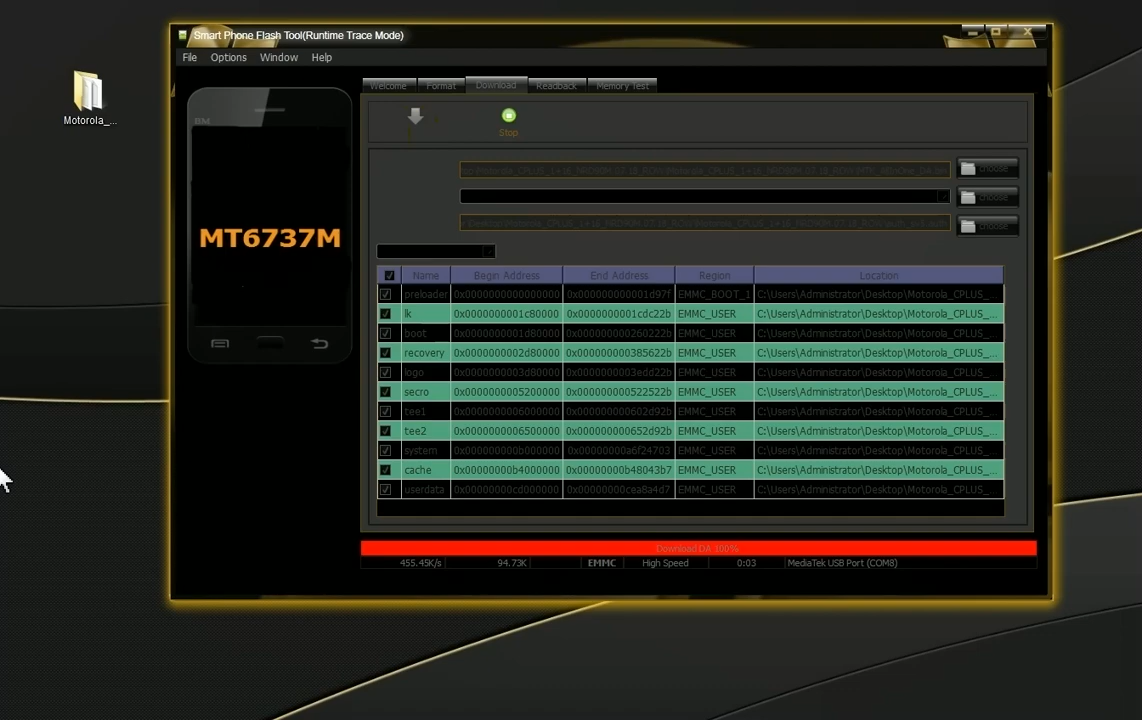 Smart Phone Flash Tool(Runtime Trace Mode)
File Options Window Help
Motorola_...
Welcome Format Download Readback Memory Test
BM
Stop
choose
choose
choose
MT6737M
Name Begin Address End Address Region Location
preloader 0x0000000000000000 0x000000000001d97f EMMC_BOOT_1 C:\Users\Administrator\Desktop\Motorola_CPLUS_...
lk 0x0000000001c80000 0x0000000001cdc22b EMMC_USER C:\Users\Administrator\Desktop\Motorola_CPLUS_...
boot 0x0000000001d80000 0x000000000260222b EMMC_USER C:\Users\Administrator\Desktop\Motorola_CPLUS_...
recovery 0x0000000002d80000 0x000000000385622b EMMC_USER C:\Users\Administrator\Desktop\Motorola_CPLUS_...
logo 0x0000000003d80000 0x0000000003edd22b EMMC_USER C:\Users\Administrator\Desktop\Motorola_CPLUS_...
secro 0x0000000005200000 0x000000000522522b EMMC_USER C:\Users\Administrator\Desktop\Motorola_CPLUS_...
tee1 0x0000000006000000 0x000000000602d92b EMMC_USER C:\Users\Administrator\Desktop\Motorola_CPLUS_...
tee2 0x0000000006500000 0x000000000652d92b EMMC_USER C:\Users\Administrator\Desktop\Motorola_CPLUS_...
system 0x000000000b000000 0x00000000a6f24703 EMMC_USER C:\Users\Administrator\Desktop\Motorola_CPLUS_...
cache 0x00000000b4000000 0x00000000b48043b7 EMMC_USER C:\Users\Administrator\Desktop\Motorola_CPLUS_...
userdata 0x00000000cd000000 0x00000000cea8a4d7 EMMC_USER C:\Users\Administrator\Desktop\Motorola_CPLUS_...
Download DA 100%
455.45K/s 94.73K EMMC High Speed 0:03 MediaTek USB Port (COM8)